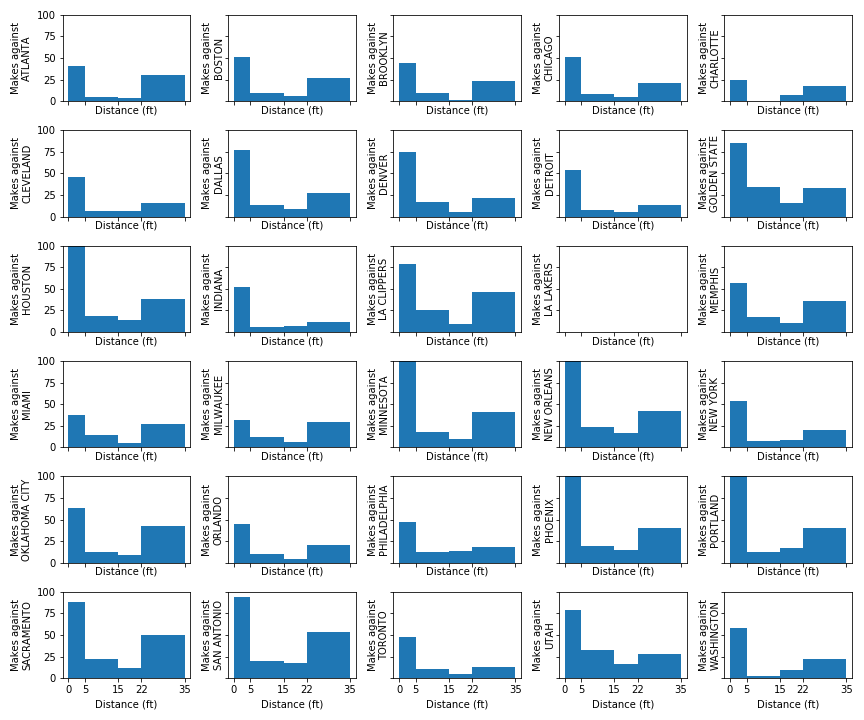 100
75
50
25
0
Makes against
ATLANTA
Distance (ft)
Makes against
BOSTON
Distance (ft)
Makes against
BROOKLYN
Distance (ft)
Makes against
CHICAGO
Distance (ft)
Makes against
CHARLOTTE
Distance (ft)
100
75
50
25
0
Makes against
CLEVELAND
Distance (ft)
Makes against
DALLAS
Distance (ft)
Makes against
DENVER
Distance (ft)
Makes against
DETROIT
Distance (ft)
Makes against
GOLDEN STATE
Distance (ft)
100
75
50
25
0
Makes against
HOUSTON
Distance (ft)
Makes against
INDIANA
Distance (ft)
Makes against
LA CLIPPERS
Distance (ft)
Makes against
LA LAKERS
Distance (ft)
Makes against
MEMPHIS
Distance (ft)
100
75
50
25
0
Makes against
MIAMI
Distance (ft)
Makes against
MILWAUKEE
Distance (ft)
Makes against
MINNESOTA
Distance (ft)
Makes against
NEW ORLEANS
Distance (ft)
Makes against
NEW YORK
Distance (ft)
100
75
50
25
0
Makes against
OKLAHOMA CITY
Distance (ft)
Makes against
ORLANDO
Distance (ft)
Makes against
PHILADELPHIA
Distance (ft)
Makes against
PHOENIX
Distance (ft)
Makes against
PORTLAND
Distance (ft)
100
75
50
25
0
Makes against
SACRAMENTO
0 5 15 22 35
Distance (ft)
Makes against
SAN ANTONIO
0 5 15 22 35
Distance (ft)
Makes against
TORONTO
0 5 15 22 35
Distance (ft)
Makes against
UTAH
0 5 15 22 35
Distance (ft)
Makes against
WASHINGTON
0 5 15 22 35
Distance (ft)